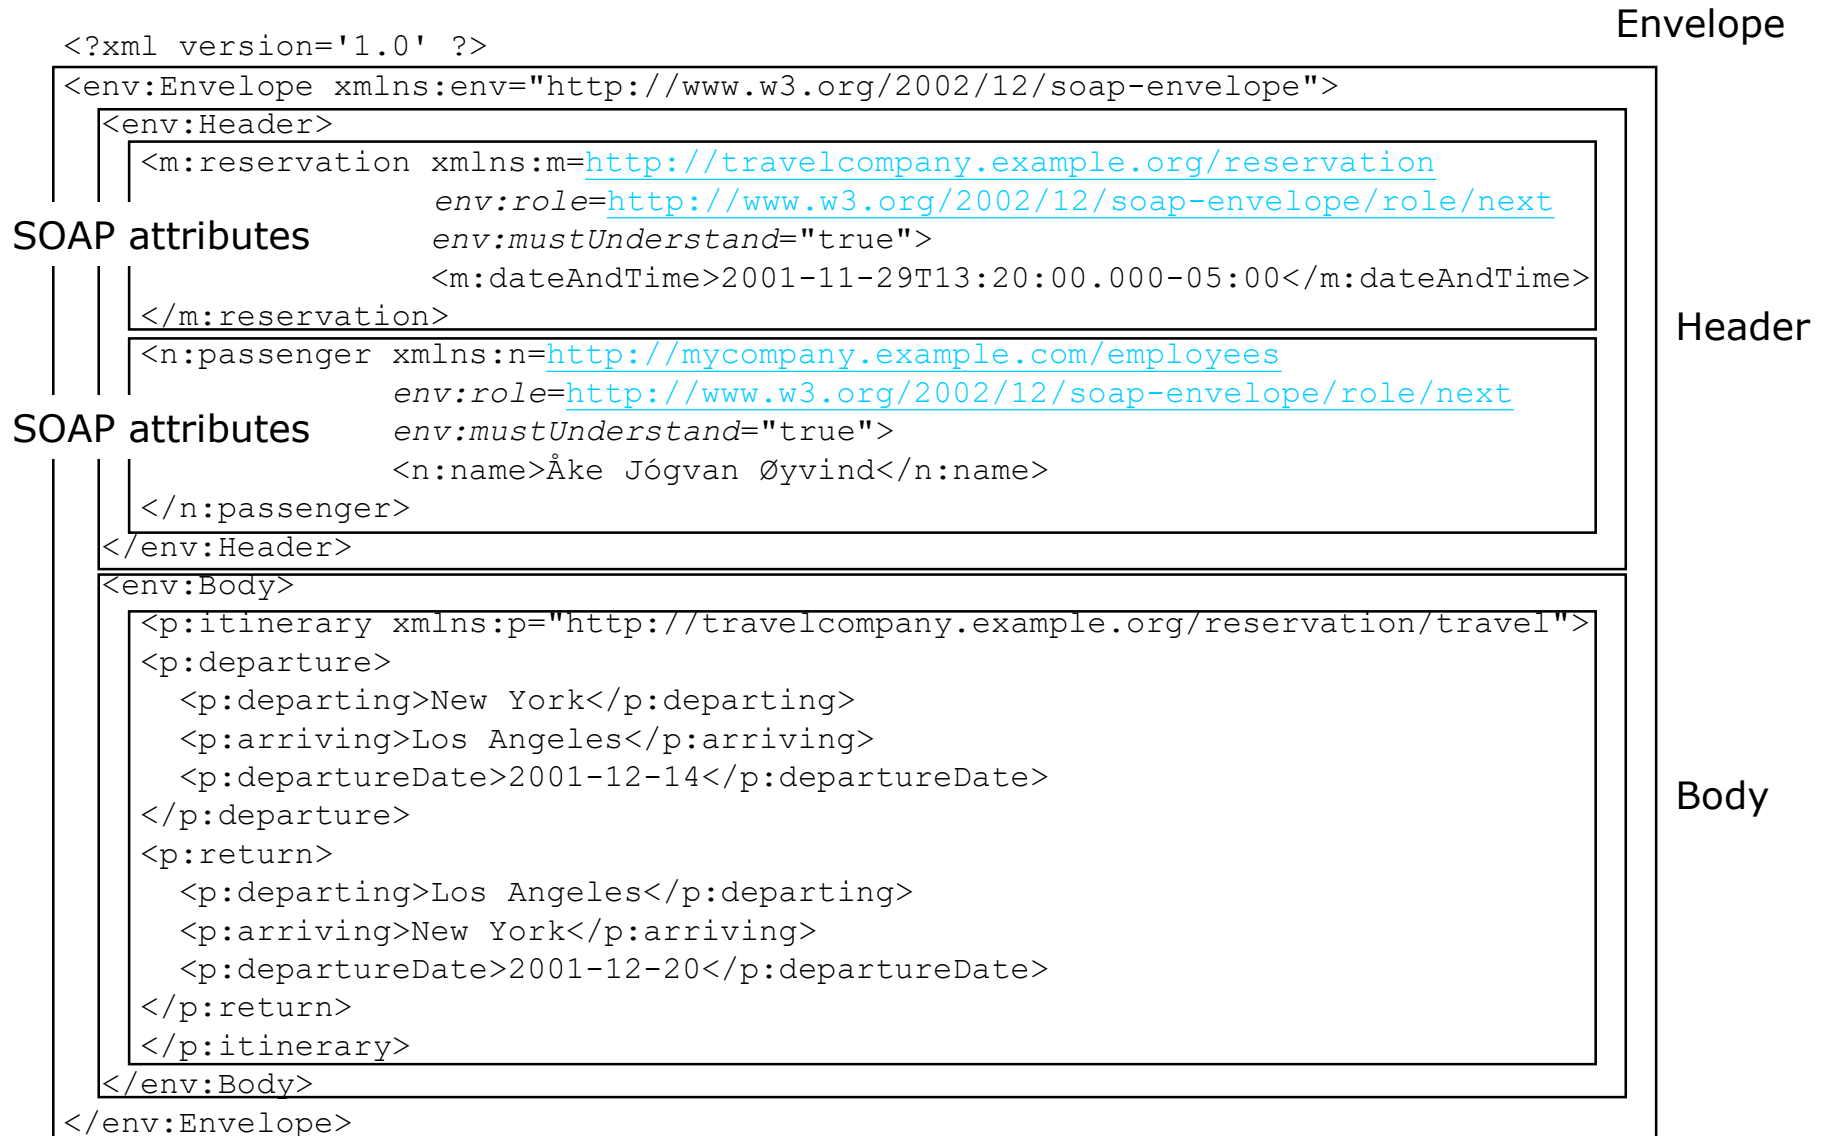 Envelope
<?xml version='1.0' ?>
<env:Envelope xmlns:env="http://www.w3.org/2002/12/soap-envelope">
<env:Header>
<m:reservation xmlns:m=http://travelcompany.example.org/reservation
env:role=http://www.w3.org/2002/12/soap-envelope/role/next
SOAP attributes env:mustUnderstand="true">
<m:dateAndTime>2001-11-29T13:20:00.000-05:00</m:dateAndTime>
</m:reservation>
Header
<n:passenger xmlns:n=http://mycompany.example.com/employees
env:role=http://www.w3.org/2002/12/soap-envelope/role/next
SOAP attributes env:mustUnderstand="true">
<n:name>Åke Jógvan Øyvind</n:name>
</n:passenger>
</env:Header>
<env:Body>
<p:itinerary xmlns:p="http://travelcompany.example.org/reservation/travel">
<p:departure>
<p:departing>New York</p:departing>
<p:arriving>Los Angeles</p:arriving>
<p:departureDate>2001-12-14</p:departureDate>
Body
</p:departure>
<p:return>
<p:departing>Los Angeles</p:departing>
<p:arriving>New York</p:arriving>
<p:departureDate>2001-12-20</p:departureDate>
</p:return>
</p:itinerary>
</env:Body>
</env:Envelope>